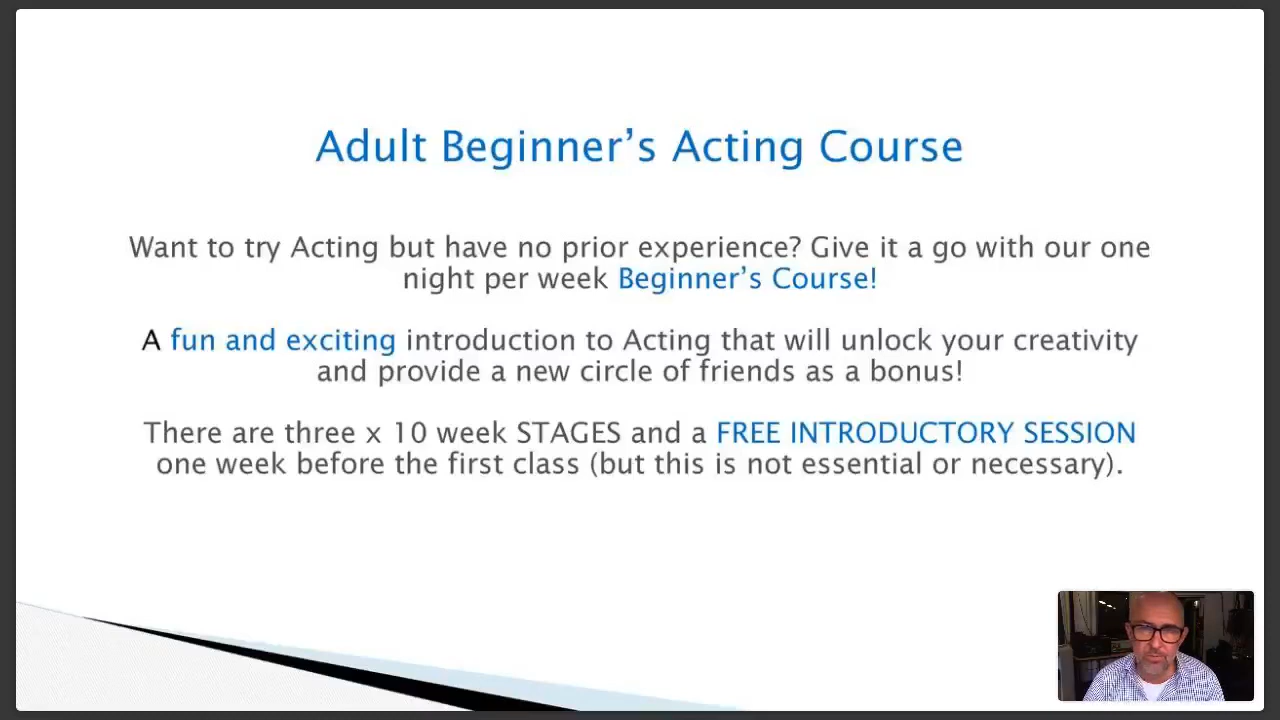 Adult Beginner’s Acting Course
Want to try Acting but have no prior experience? Give it a go with our one
night per week Beginner’s Course!
A fun and exciting introduction to Acting that will unlock your creativity
and provide a new circle of friends as a bonus!
There are three x 10 week STAGES and a FREE INTRODUCTORY SESSION
one week before the first class (but this is not essential or necessary).